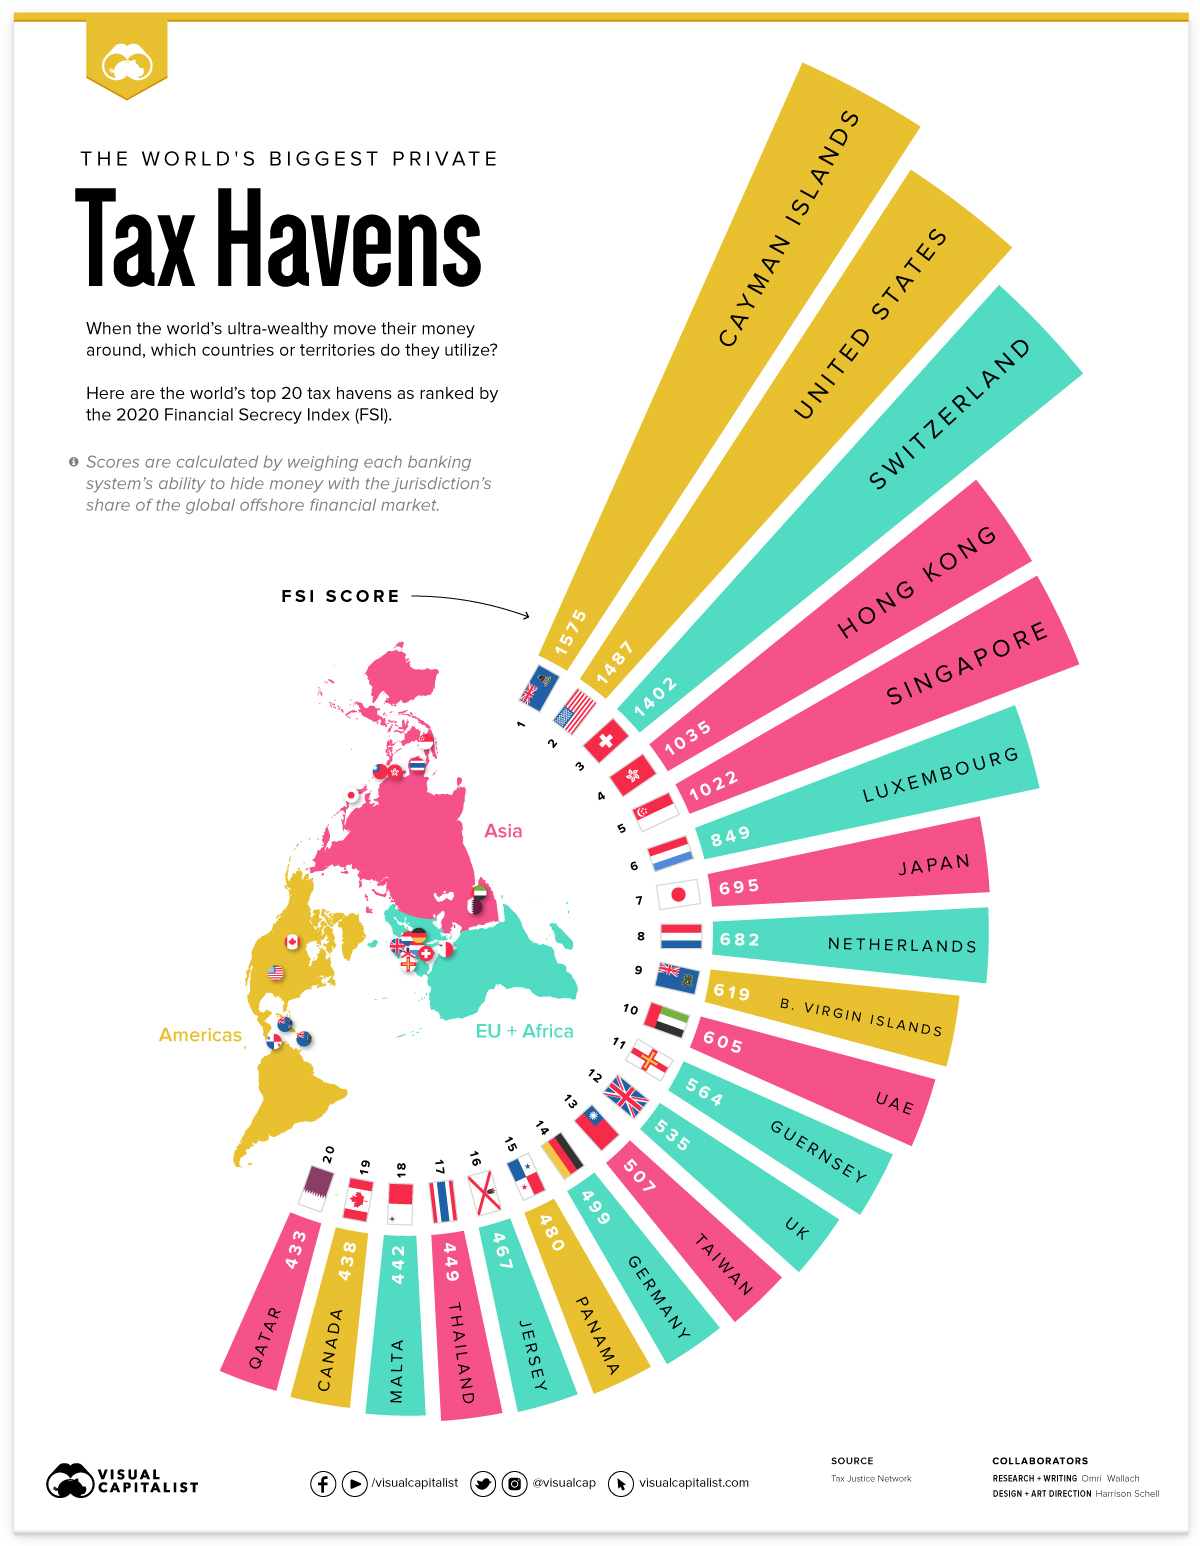 THE WORLD'S BIGGEST PRIVATE
Tax Havens
When the world's ultra-wealthy move their money
around, which countries or territories do they utilize?
Here are the world's top 20 tax havens as ranked by
the 2020 Financial Secrecy Index (FSI).
Scores are calculated by weighing each banking
system's ability to hide money with the jurisdiction's
share of the global offshore financial market.
FSI SCORE
1 1575 CAYMAN ISLANDS
2 1487 UNITED STATES
3 1402 SWITZERLAND
4 1035 HONG KONG
5 1022 SINGAPORE
6 849 LUXEMBOURG
7 695 JAPAN
8 682 NETHERLANDS
9 619 B. VIRGIN ISLANDS
10 605 UAE
11 564 GUERNSEY
12 535 UK
13 507 TAIWAN
14 499 GERMANY
15 480 PANAMA
16 467 JERSEY
17 449 THAILAND
18 442 MALTA
19 438 CANADA
20 433 QATAR
Asia
Americas
EU + Africa
VISUAL
CAPITALIST
/visualcapitalist
@visualcap
visualcapitalist.com
SOURCE
Tax Justice Network
COLLABORATORS
RESEARCH + WRITING Omri Wallach
DESIGN + ART DIRECTION Harrison Schell